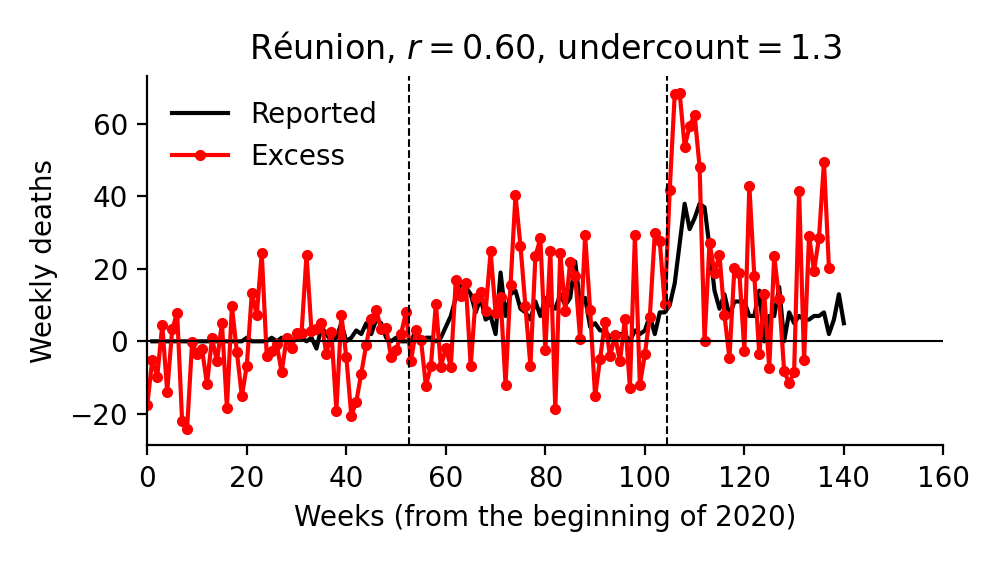 Réunion, r = 0.60, undercount = 1.3
Reported
Excess
Weekly deaths
60
40
20
0
−20
0 20 40 60 80 100 120 140 160
Weeks (from the beginning of 2020)